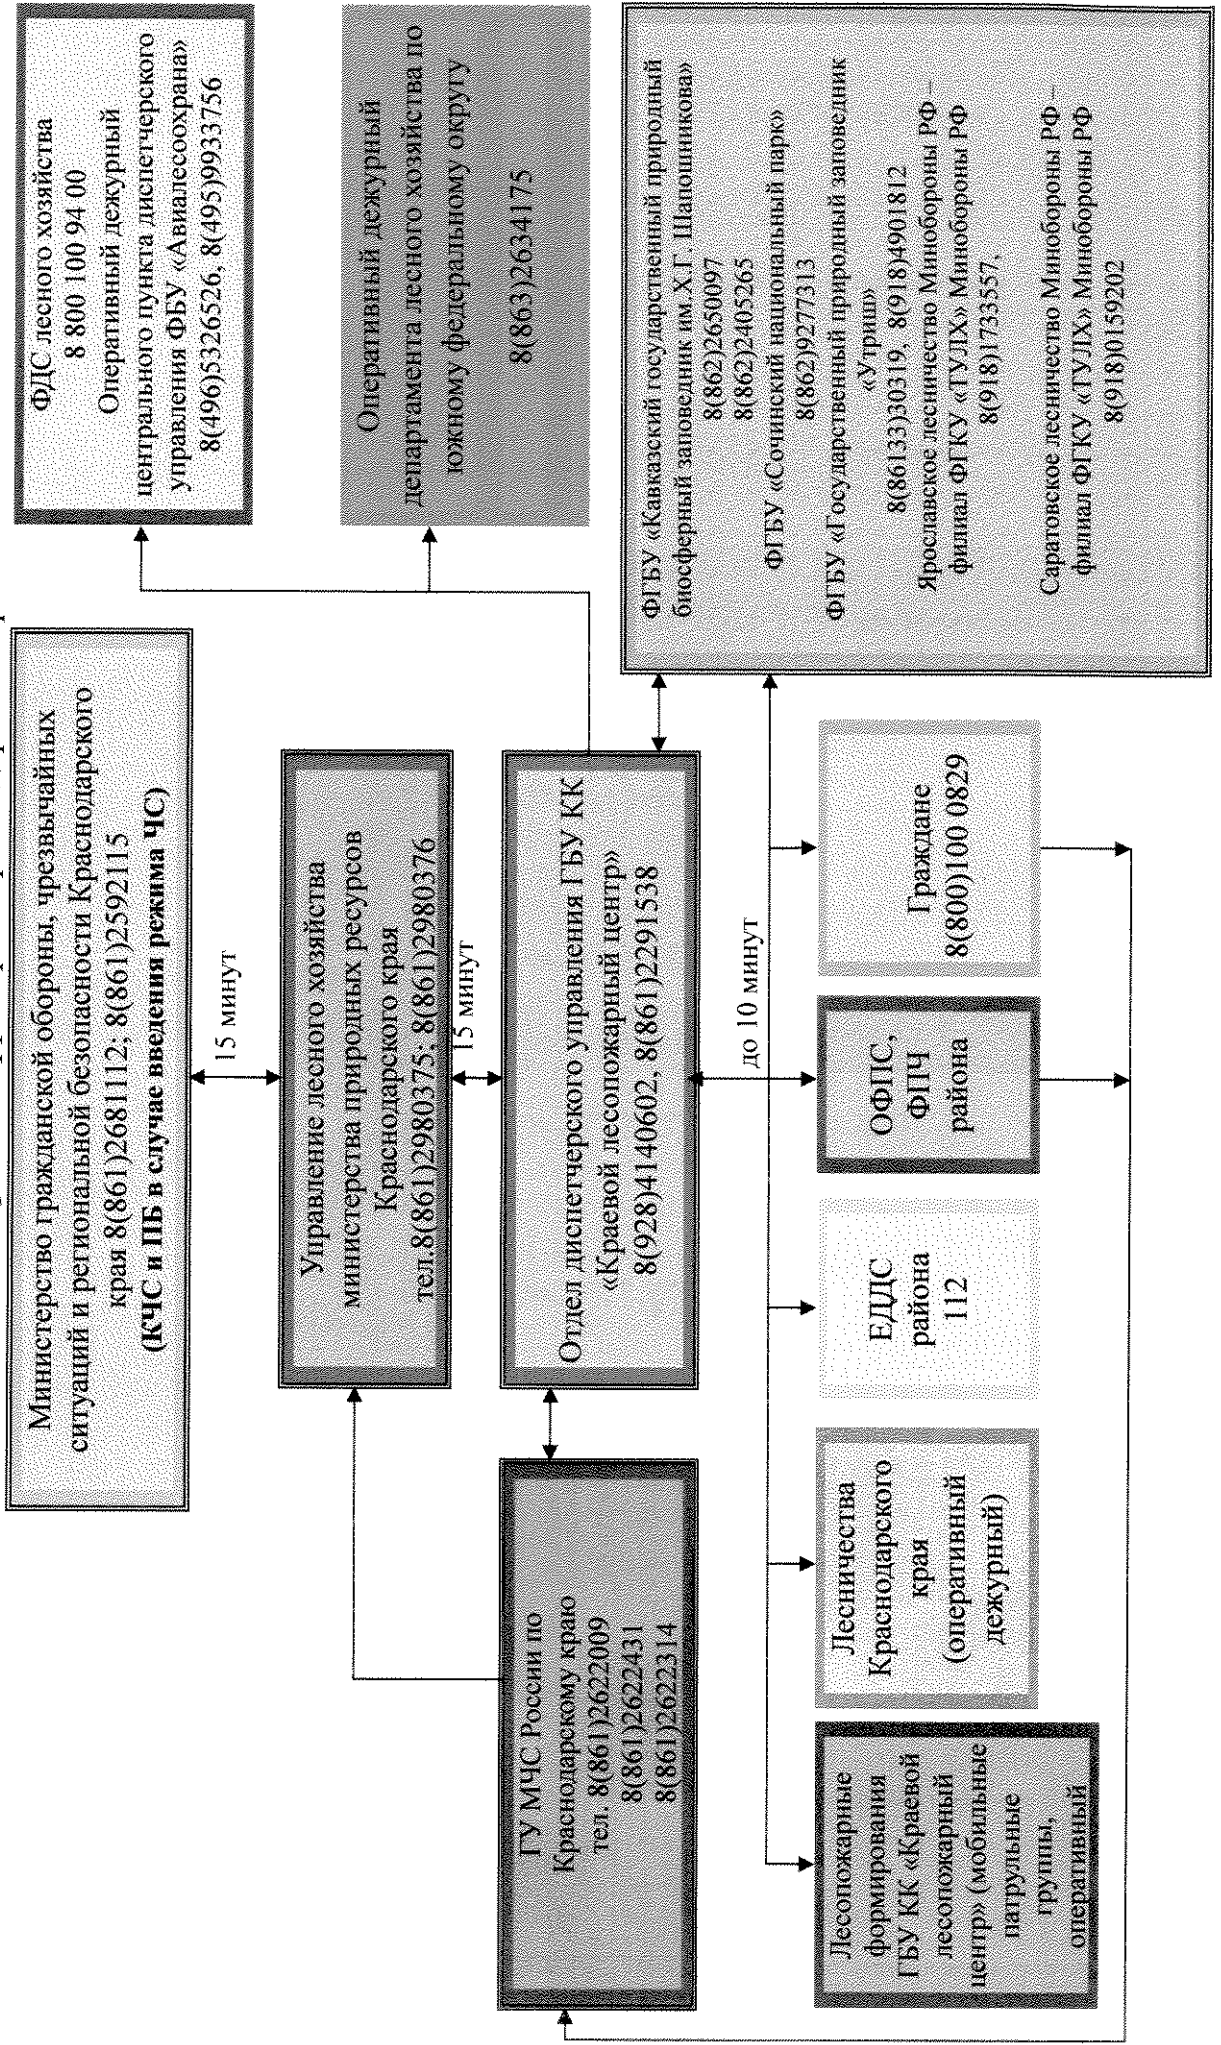 Министерство гражданской обороны, чрезвычайных
ситуаций и региональной безопасности Краснодарского
края 8(861)2681112; 8(861)2592115
(КЧС и ПБ в случае введения режима ЧС)
ФДС лесного хозяйства
8 800 100 94 00
Оперативный дежурный
центрального пункта диспетчерского
управления ФБУ «Авиалесоохрана»
8(496)5326526, 8(495)9933756
15 минут
Управление лесного хозяйства
министерства природных ресурсов
Краснодарского края
тел.8(861)2980375; 8(861)2980376
15 минут
Оперативный дежурный
департамента лесного хозяйства по
южному федеральному округу
8(863)2634175
ГУ МЧС России по
Краснодарскому краю
тел. 8(861)2622009
8(861)2622431
8(861)2622314
Отдел диспетчерского управления ГБУ КК
«Краевой лесопожарный центр»
8(928)4140602, 8(861)2291538
до 10 минут
ФГБУ «Кавказский государственный природный
биосферный заповедник им Х.Г. Шапошникова»
8(862)2650097
8(862)2405265
ФГБУ «Сочинский национальный парк»
8(862)9277313
ФГБУ «Государственный природный заповедник
«Утриш»
8(86133)30319, 8(918)4901812
Ярославское лесничество Минобороны РФ –
филиал ФГКУ «ТУЛХ» Минобороны РФ
8(918)1733557,
Саратовское лесничество Минобороны РФ –
филиал ФГКУ «ТУЛХ» Минобороны РФ
8(918)0159202
Лесопожарные
формирования
ГБУ КК «Краевой
лесопожарный
центр» (мобильные
патрульные
группы,
оперативный
Лесничества
Краснодарского
края
(оперативный
дежурный)
ЕДДС
района
112
ОФПС,
ФПЧ
района
Граждане
8(800)100 0829